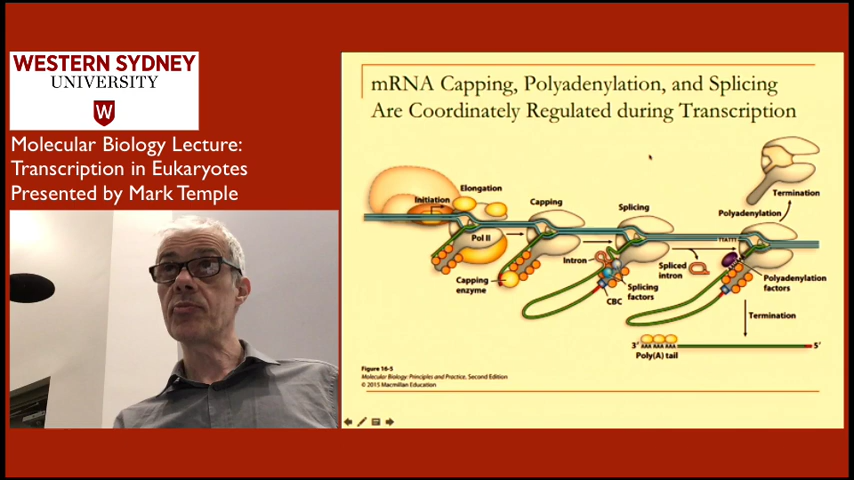 WESTERN SYDNEY
UNIVERSITY
W
Molecular Biology Lecture:
Transcription in Eukaryotes
Presented by Mark Temple
mRNA Capping, Polyadenylation, and Splicing
Are Coordinately Regulated during Transcription
Initiation
Elongation
Pol II
Capping
enzyme
Capping
Splicing
Intron
CBC
Splicing
factors
Spliced
intron
TTATTT
Polyadenylation
Termination
Polyadenylation
factors
Termination
3' AAA AAA AAA 5'
Poly(A) tail
Figure 16-5
Molecular Biology: Principles and Practice, Second Edition
© 2015 Macmillan Education